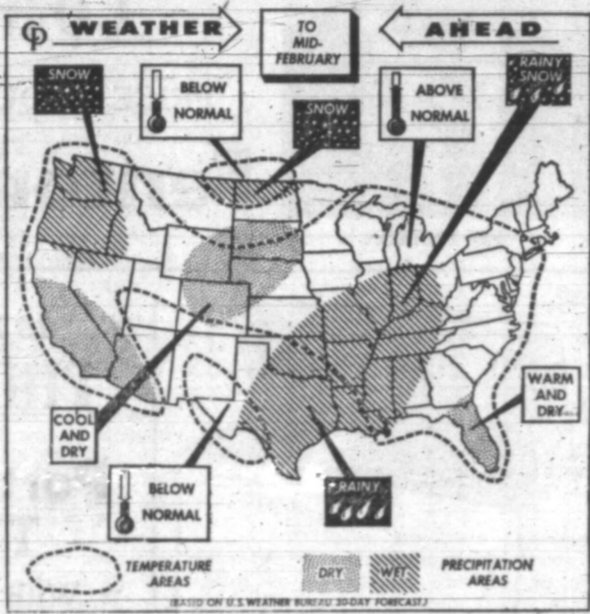 CP WEATHER
TO
MID-
FEBRUARY
AHEAD
SNOW
BELOW
NORMAL
SNOW
ABOVE
NORMAL
RAINY
SNOW
COOL
AND
DRY
WARM
AND
DRY
BELOW
NORMAL
RAINY
TEMPERATURE
AREAS
DRY
WET
PRECIPITATION
AREAS
(BASED ON U.S. WEATHER BUREAU 30-DAY FORECAST.)